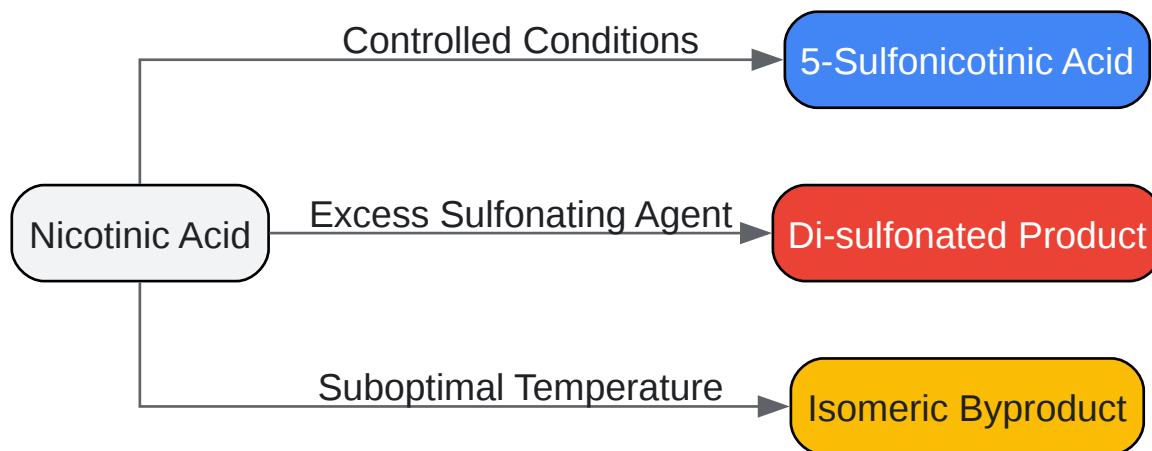 Controlled Conditions
5-Sulfonicotinic Acid
Nicotinic Acid
Excess Sulfonating Agent
Di-sulfonated Product
Suboptimal Temperature
Isomeric Byproduct